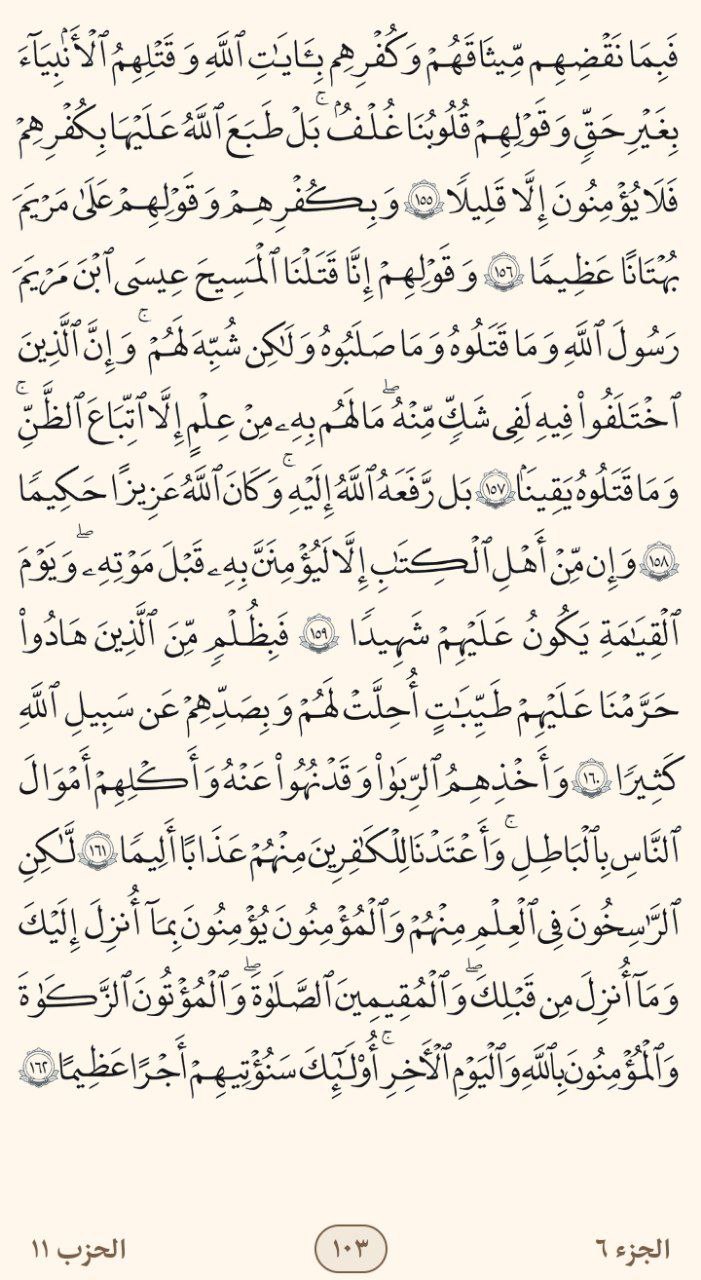 فَبِمَا نَقۡضِهِم مِّيثَٰقَهُمۡ وَكُفۡرِهِم بِـَٔايَٰتِ ٱللَّهِ وَقَتۡلِهِمُ ٱلۡأَنۢبِيَآءَ
بِغَيۡرِ حَقّٖ وَقَوۡلِهِمۡ قُلُوبُنَا غُلۡفُۢۚ بَلۡ طَبَعَ ٱللَّهُ عَلَيۡهَا بِكُفۡرِهِمۡ
فَلَا يُؤۡمِنُونَ إِلَّا قَلِيلٗا ١٥٥ وَبِكُفۡرِهِمۡ وَقَوۡلِهِمۡ عَلَىٰ مَرۡيَمَ
بُهۡتَٰنًا عَظِيمٗا ١٥٦ وَقَوۡلِهِمۡ إِنَّا قَتَلۡنَا ٱلۡمَسِيحَ عِيسَى ٱبۡنَ مَرۡيَمَ
رَسُولَ ٱللَّهِ وَمَا قَتَلُوهُ وَمَا صَلَبُوهُ وَلَٰكِن شُبِّهَ لَهُمۡۚ وَإِنَّ ٱلَّذِينَ
ٱخۡتَلَفُواْ فِيهِ لَفِي شَكّٖ مِّنۡهُۖ مَا لَهُم بِهِۦ مِنۡ عِلۡمٍ إِلَّا ٱتِّبَاعَ ٱلظَّنِّۚ
وَمَا قَتَلُوهُ يَقِينَۢا ١٥٧ بَل رَّفَعَهُ ٱللَّهُ إِلَيۡهِۚ وَكَانَ ٱللَّهُ عَزِيزًا حَكِيمٗا
١٥٨ وَإِن مِّنۡ أَهۡلِ ٱلۡكِتَٰبِ إِلَّا لَيُؤۡمِنَنَّ بِهِۦ قَبۡلَ مَوۡتِهِۦۖ وَيَوۡمَ
ٱلۡقِيَٰمَةِ يَكُونُ عَلَيۡهِمۡ شَهِيدٗا ١٥٩ فَبِظُلۡمٖ مِّنَ ٱلَّذِينَ هَادُواْ
حَرَّمۡنَا عَلَيۡهِمۡ طَيِّبَٰتٍ أُحِلَّتۡ لَهُمۡ وَبِصَدِّهِمۡ عَن سَبِيلِ ٱللَّهِ
كَثِيرٗا ١٦٠ وَأَخۡذِهِمُ ٱلرِّبَوٰاْ وَقَدۡ نُهُواْ عَنۡهُ وَأَكۡلِهِمۡ أَمۡوَٰلَ
ٱلنَّاسِ بِٱلۡبَٰطِلِۚ وَأَعۡتَدۡنَا لِلۡكَٰفِرِينَ مِنۡهُمۡ عَذَابًا أَلِيمٗا ١٦١ لَّٰكِنِ
ٱلرَّٰسِخُونَ فِي ٱلۡعِلۡمِ مِنۡهُمۡ وَٱلۡمُؤۡمِنُونَ يُؤۡمِنُونَ بِمَآ أُنزِلَ إِلَيۡكَ
وَمَآ أُنزِلَ مِن قَبۡلِكَۖ وَٱلۡمُقِيمِينَ ٱلصَّلَوٰةَۖ وَٱلۡمُؤۡتُونَ ٱلزَّكَوٰةَ
وَٱلۡمُؤۡمِنُونَ بِٱللَّهِ وَٱلۡيَوۡمِ ٱلۡأٓخِرِۚ أُوْلَٰٓئِكَ سَنُؤۡتِيهِمۡ أَجۡرًا عَظِيمًا ١٦٢
الجزء ٦ ١٠٣ الحزب ١١